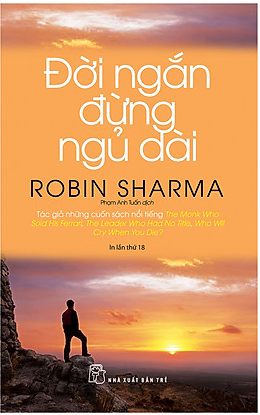 Đời ngắn
đừng
ngủ dài
ROBIN SHARMA
Phạm Anh Tuấn dịch
Tác giả những cuốn sách nổi tiếng The Monk Who
Sold His Ferrari, The Leader Who Had No Title, Who Will
Cry When You Die?
In lần thứ 18
NHÀ XUẤT BẢN TRẺ